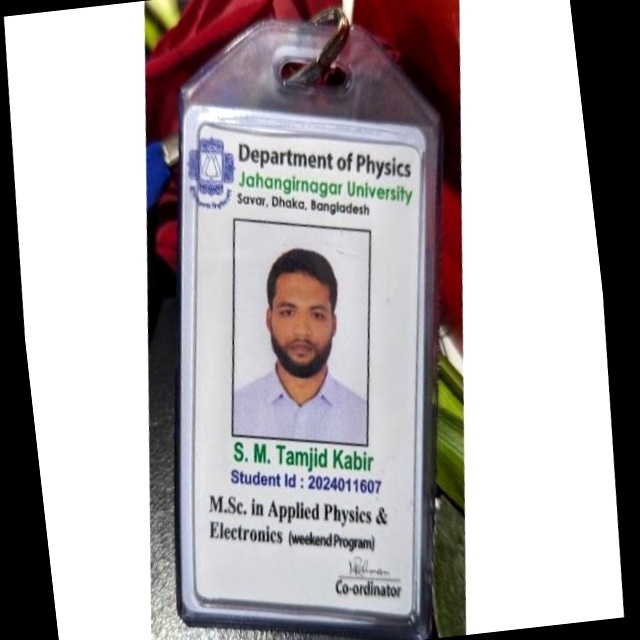 Department of Physics
Jahangirnagar University
Savar, Dhaka, Bangladesh
S. M. Tamjid Kabir
Student Id : 2024011607
M.Sc. in Applied Physics &
Electronics (weekend Program)
Co-ordinator